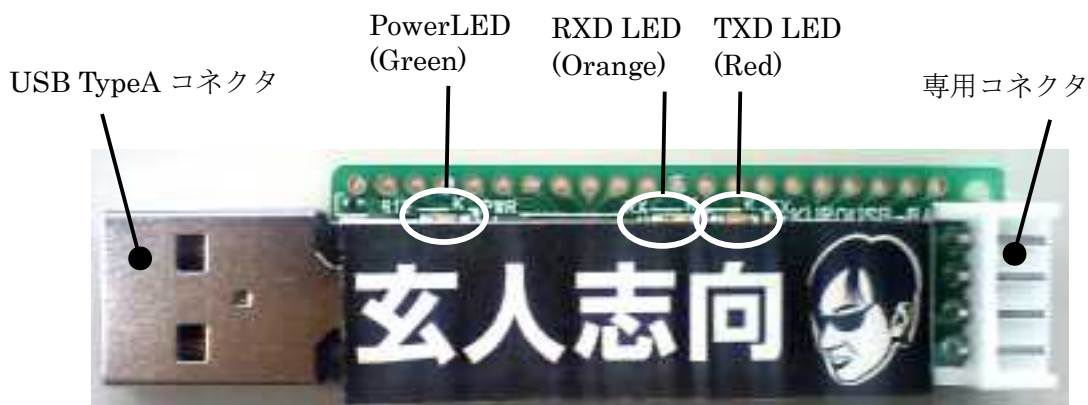 PowerLED
(Green)
RXD LED
(Orange)
TXD LED
(Red)
USB TypeA コネクタ
専用コネクタ
玄人志向